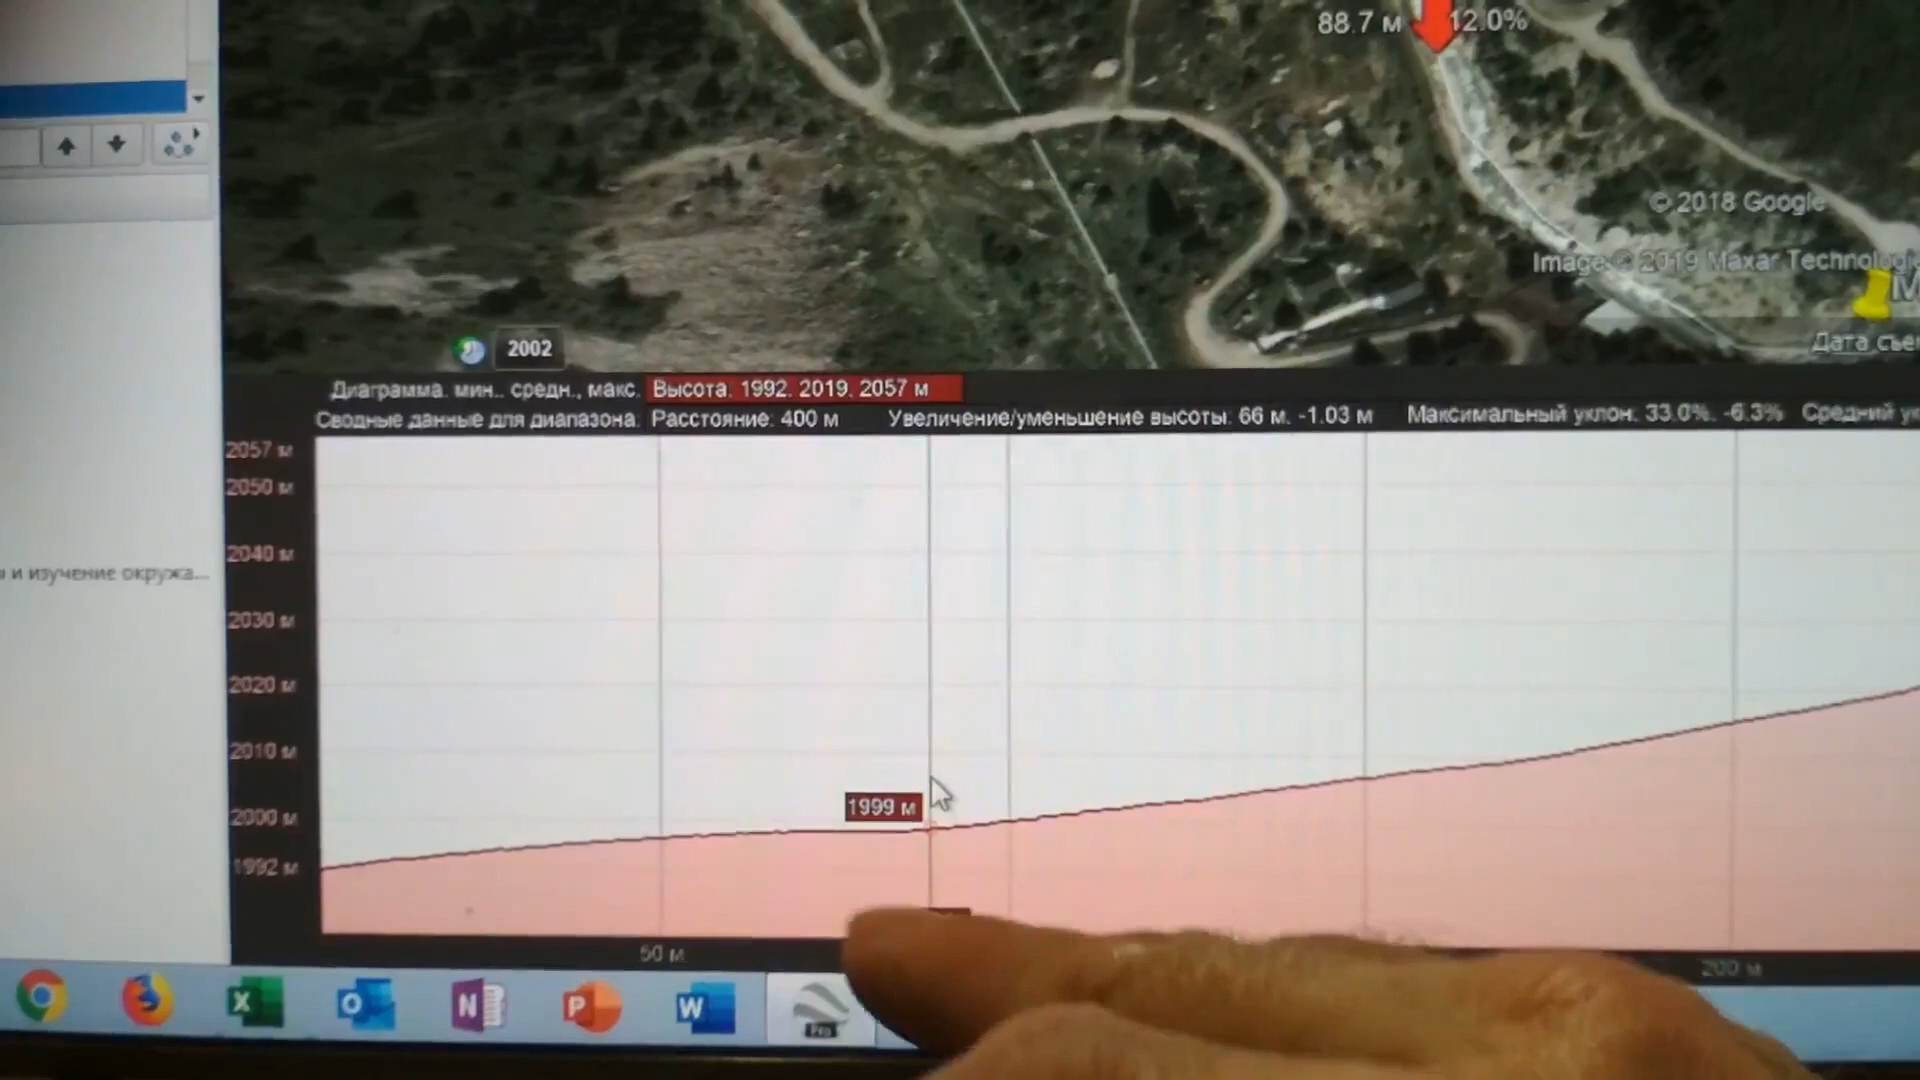 88.7 м 12.0%
© 2018 Google
Image © 2019 Maxar
Дата
2002
Диаграмма. мин.. средн., макс. Высота. 1992. 2019. 2057 м
Сводные данные для диапазона. Расстояние: 400 м Увеличение/уменьшение высоты. 66 м. -1.03 м Максимальный уклон: 33.0%. -6.3% Средний
2057 м
2050 м
2040 м
и изучение окружа...
2030 м
2020 м
2010 м
1999 м
2000 м
1992 м
50 м
200 м
X
O
N
P
W
Pro